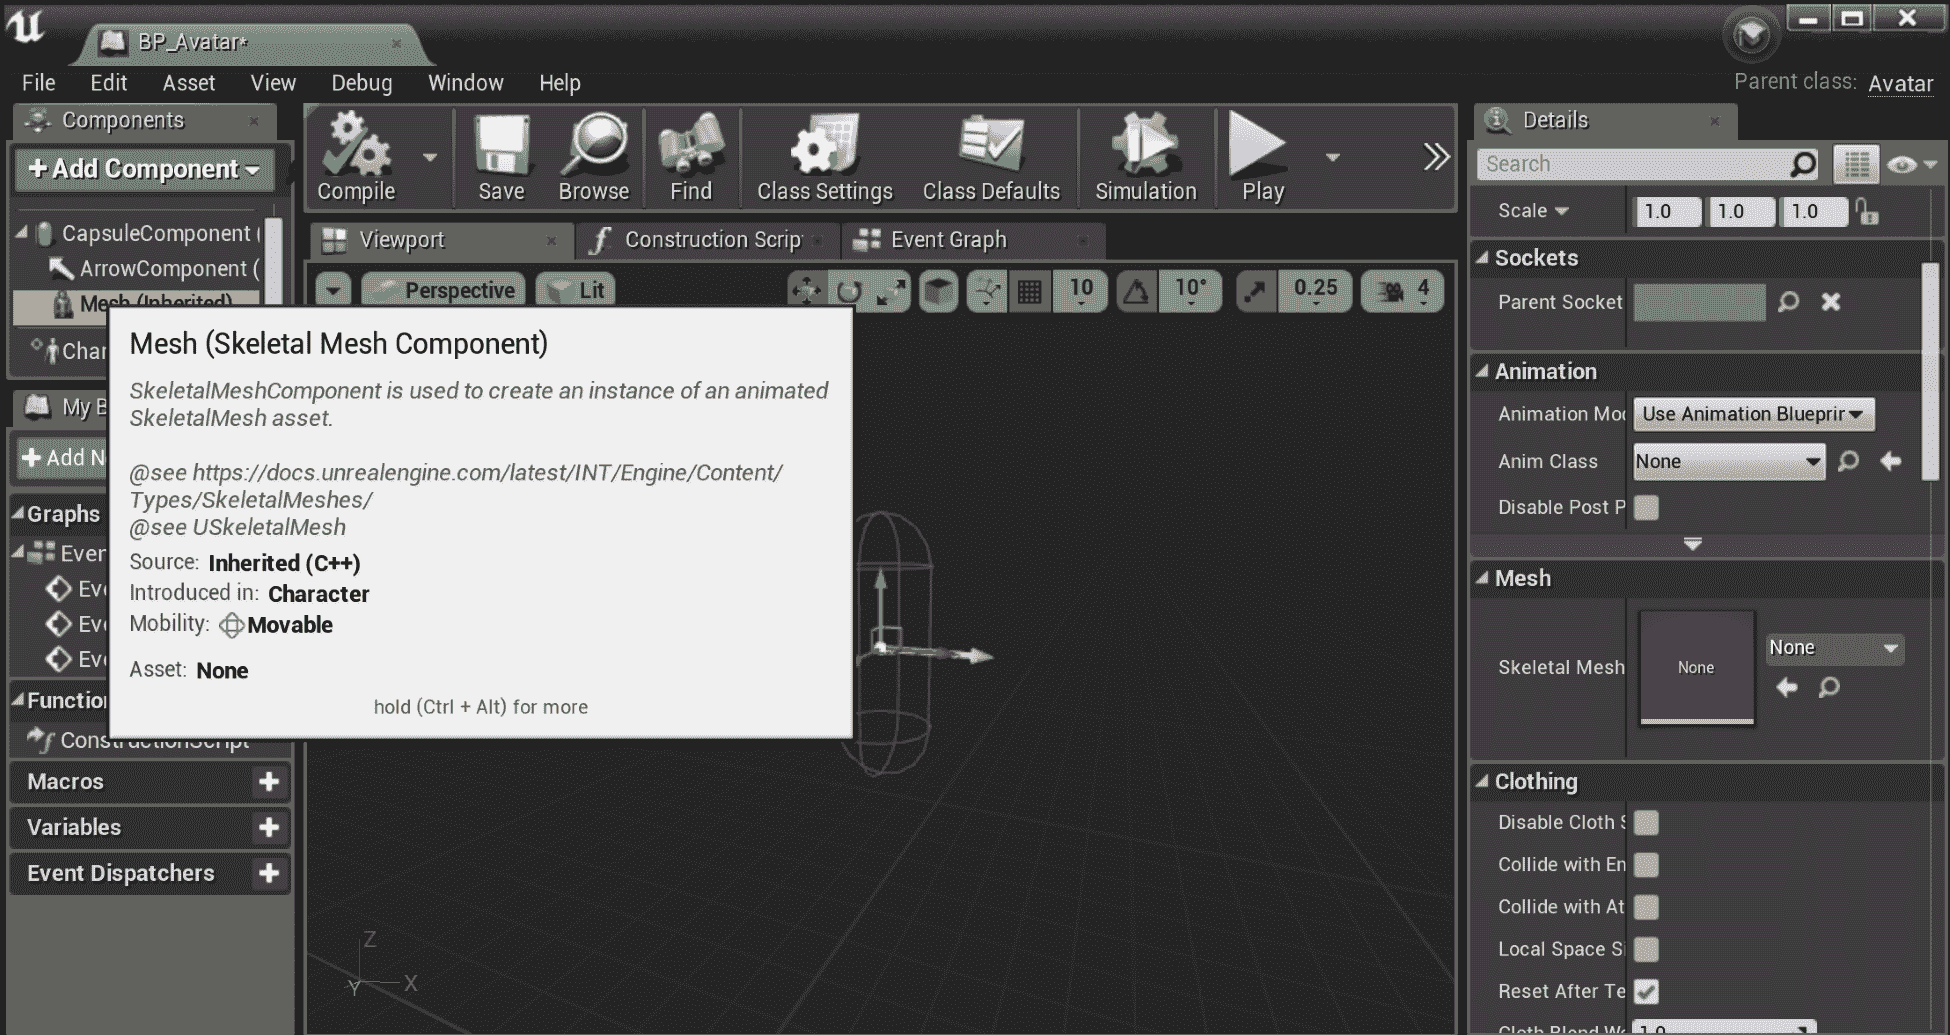 BP_Avatar*
File Edit Asset View Debug Window Help
Parent class: Avatar
Components
+ Add Component
CapsuleComponent (
ArrowComponent (
Mesh (Inherited)
Char
My B
+ Add N
Graphs
Even
Eve
Eve
Eve
Function
ConstructionScript
Macros +
Variables +
Event Dispatchers +
Compile
Save
Browse
Find
Class Settings
Class Defaults
Simulation
Play
Viewport
Construction Scrip
Event Graph
Perspective
Lit
10
10°
0.25
4
Mesh (Skeletal Mesh Component)
SkeletalMeshComponent is used to create an instance of an animated
SkeletalMesh asset.
@see https://docs.unrealengine.com/latest/INT/Engine/Content/
Types/SkeletalMeshes/
@see USkeletalMesh
Source: Inherited (C++)
Introduced in: Character
Mobility: Movable
Asset: None
hold (Ctrl + Alt) for more
Z
X
Y
Details
Search
Scale 1.0 1.0 1.0
Sockets
Parent Socket
Animation
Animation Mod Use Animation Blueprin
Anim Class None
Disable Post P
Mesh
Skeletal Mesh None None
Clothing
Disable Cloth S
Collide with En
Collide with At
Local Space Si
Reset After Te
Cloth Blend We 1.0